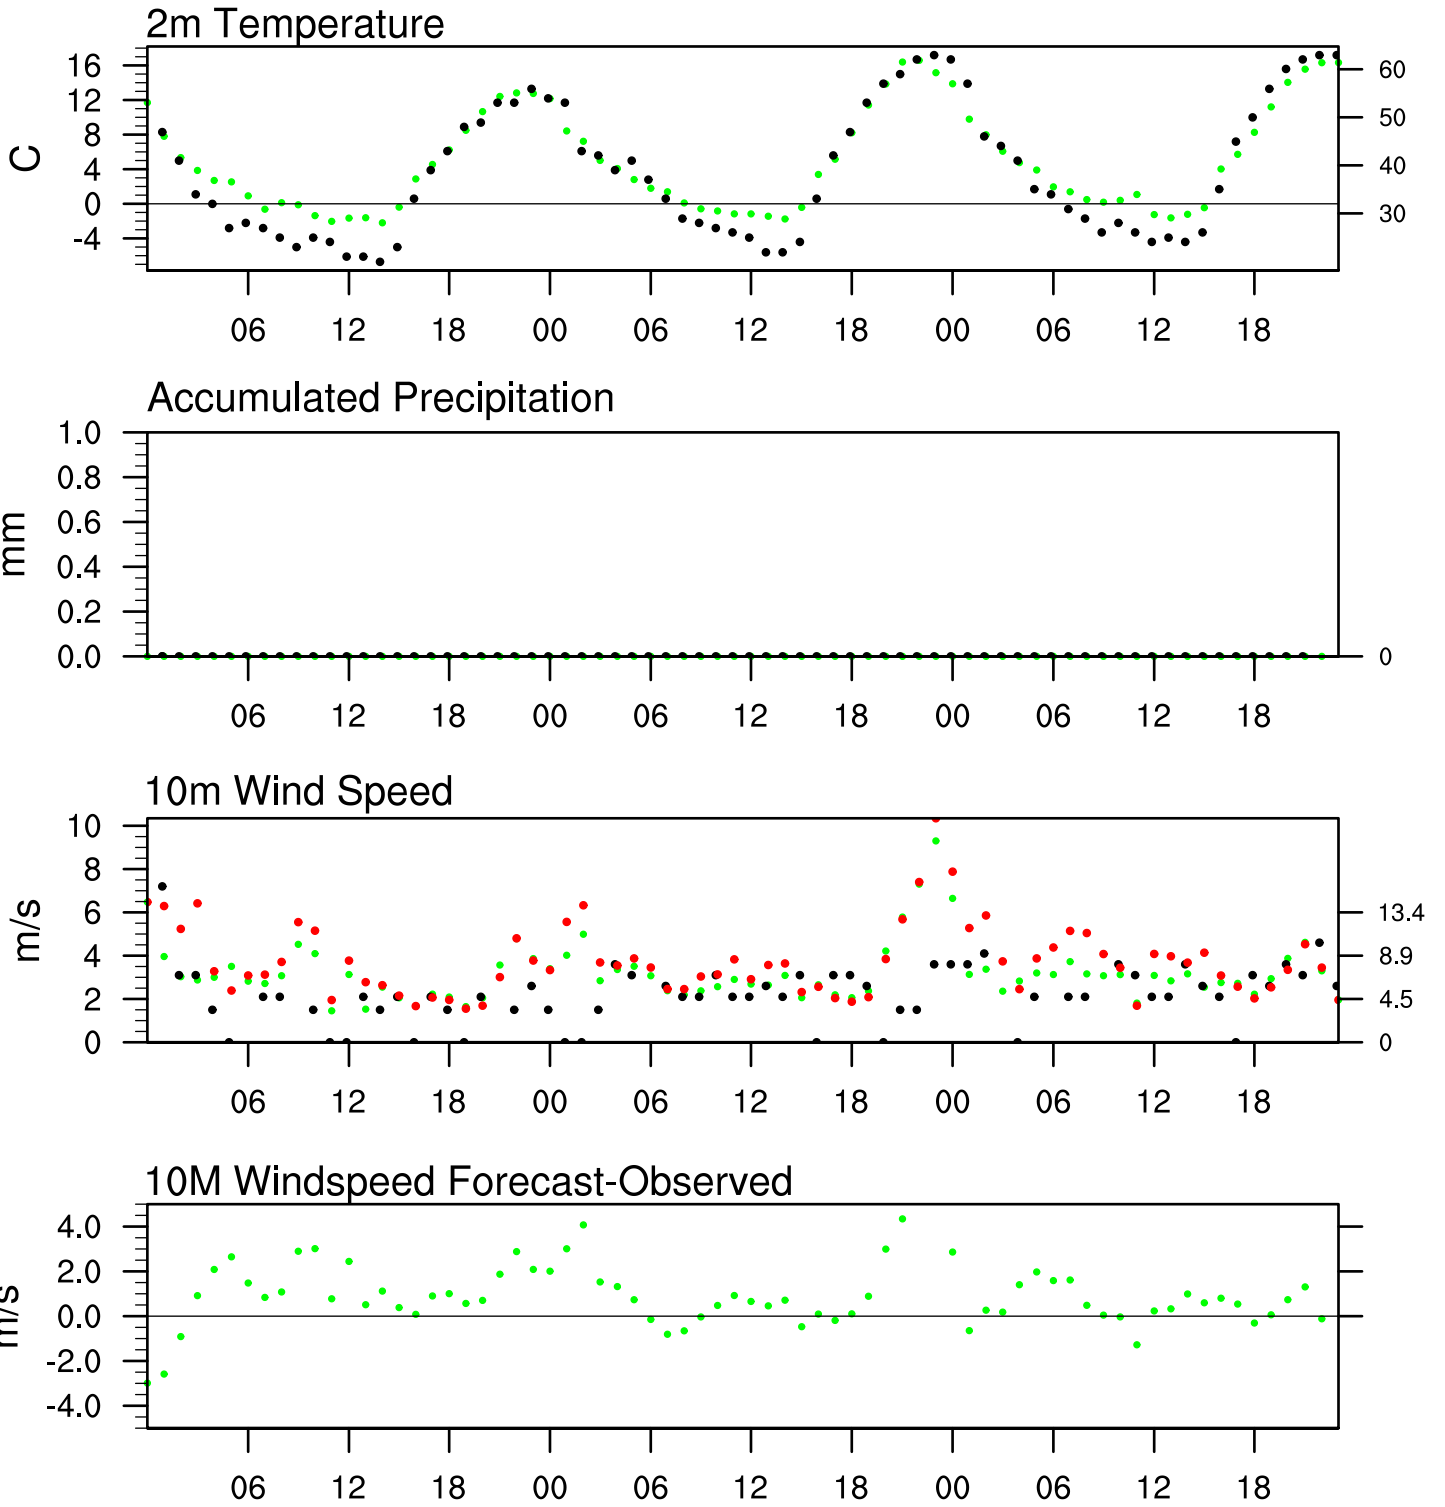 2m Temperature
16
12
8
4
0
-4
C
60
50
40
30
06 12 18 00 06 12 18 00 06 12 18
Accumulated Precipitation
1.0
0.8
0.6
0.4
0.2
0.0
mm
0
06 12 18 00 06 12 18 00 06 12 18
10m Wind Speed
10
8
6
4
2
0
m/s
13.4
8.9
4.5
0
06 12 18 00 06 12 18 00 06 12 18
10M Windspeed Forecast-Observed
4.0
2.0
0.0
-2.0
-4.0
m/s
06 12 18 00 06 12 18 00 06 12 18